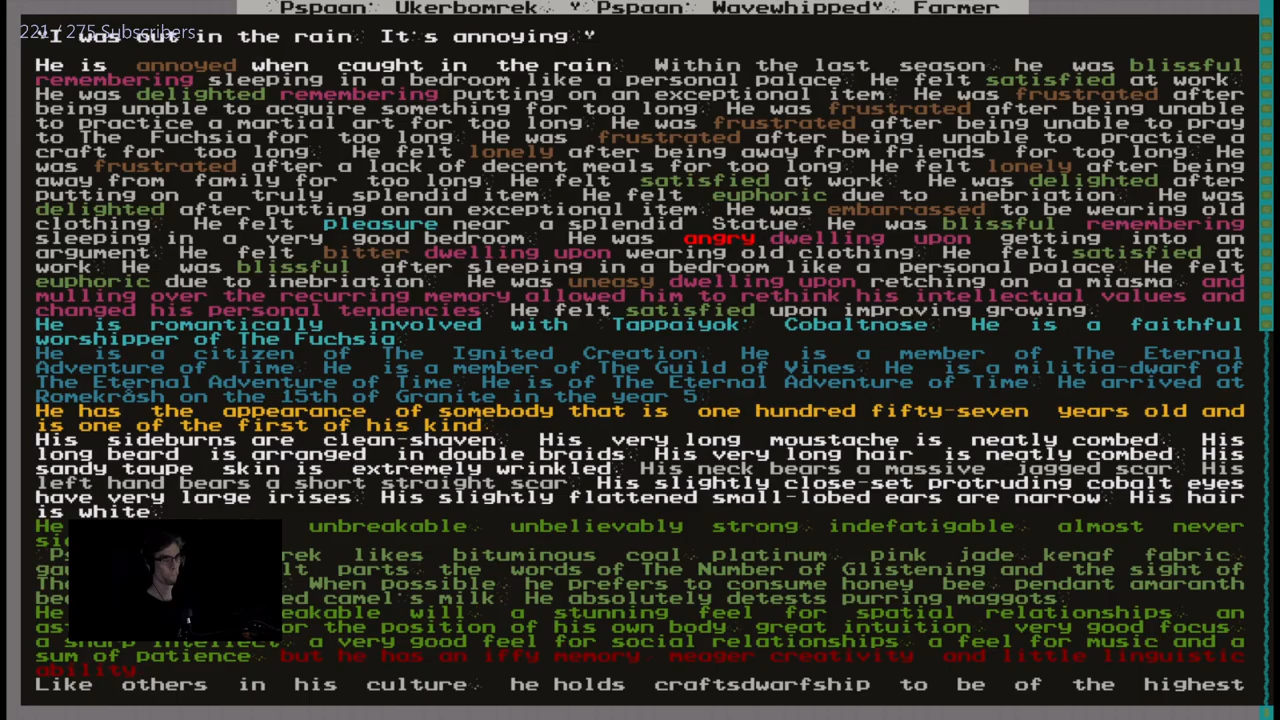 Pspaan Ukerbomrek "Pspaan Wavewhipped" Farmer
221 / 275 Subscribers
"I was out in the rain. It's annoying."
He is annoyed when caught in the rain. Within the last season, he was blissful
remembering sleeping in a bedroom like a personal palace. He felt satisfied at work.
He was delighted remembering putting on an exceptional item. He was frustrated after
being unable to acquire something for too long. He was frustrated after being unable
to practice a martial art for too long. He was frustrated after being unable to pray
to The Fuchsia for too long. He was frustrated after being unable to practice a
craft for too long. He felt lonely after being away from friends for too long. He
was frustrated after a lack of decent meals for too long. He felt lonely after being
away from family for too long. He felt satisfied at work. He was delighted after
putting on a truly splendid item. He felt euphoric due to inebriation. He was
delighted after putting on an exceptional item. He was embarrassed to be wearing old
clothing. He felt pleasure near a splendid Statue. He was blissful remembering
sleeping in a very good bedroom. He was angry dwelling upon getting into an
argument. He felt bitter dwelling upon wearing old clothing. He felt satisfied at
work. He was blissful after sleeping in a bedroom like a personal palace. He felt
euphoric due to inebriation. He was uneasy dwelling upon retching on a miasma and
mulling over the recurring memory allowed him to rethink his intellectual values and
changed his personal tendencies. He felt satisfied upon improving growing.
He is romantically involved with Tappaiyok Cobaltnose. He is a faithful
worshipper of The Fuchsia.
He is a citizen of The Ignited Creation. He is a member of The Eternal
Adventure of Time. He is a member of The Guild of Vines. He is a militia-dwarf of
The Eternal Adventure of Time. He is of The Eternal Adventure of Time. He arrived at
Romekrâsh on the 15th of Granite in the year 5.
He has the appearance of somebody that is one hundred fifty-seven years old and
is one of the first of his kind.
His sideburns are clean-shaven. His very long moustache is neatly combed. His
long beard is arranged in double braids. His very long hair is neatly combed. His
sandy taupe skin is extremely wrinkled. His neck bears a massive jagged scar. His
left hand bears a short straight scar. His slightly close-set protruding cobalt eyes
have very large irises. His slightly flattened small-lobed ears are narrow. His hair
is white.
He unbreakable, unbelievably strong, indefatigable, almost never
likes bituminous coal, platinum, pink jade, kenaf fabric,
parts, the words of The Number of Glistening and the sight of
The When possible, he prefers to consume honey bee, pendant amaranth
camel's milk. He absolutely detests purring maggots.
He will, a stunning feel for spatial relationships, an
the position of his own body, great intuition, very good focus,
a sharp intellect, a very good feel for social relationships, a feel for music and a
sum of patience, but he has an iffy memory, meager creativity, and little linguistic
ability.
Like others in his culture, he holds craftsdwarfship to be of the highest